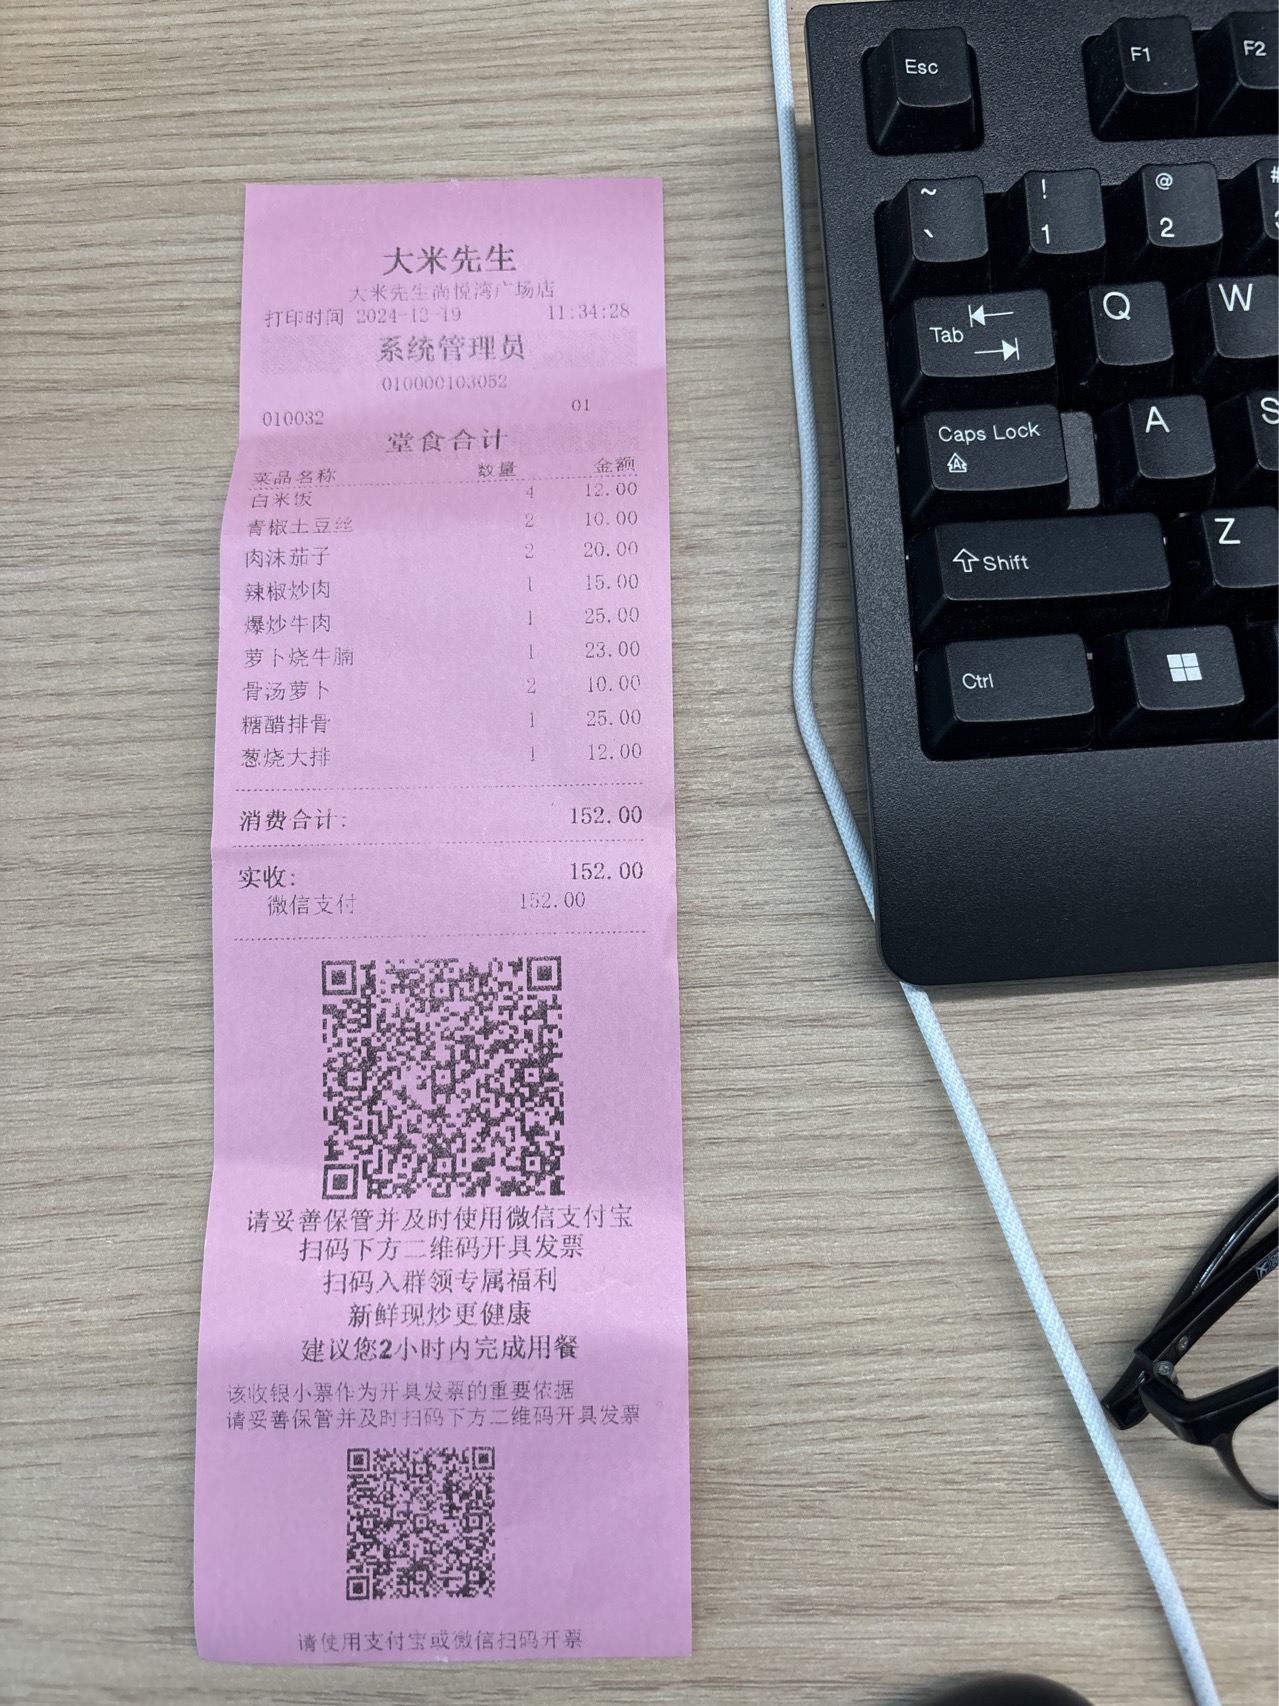 大米先生
大米先生尚悦湾广场店
打印时间 2024-12-19 11:34:28
系统管理员
010000103052
010032 01
堂食合计
菜品名称 数量 金额
白米饭 4 12.00
青椒土豆丝 2 10.00
肉沫茄子 2 20.00
辣椒炒肉 1 15.00
爆炒牛肉 1 25.00
萝卜烧牛腩 1 23.00
骨汤萝卜 2 10.00
糖醋排骨 1 25.00
葱烧大排 1 12.00
消费合计: 152.00
实收: 152.00
微信支付 152.00
请妥善保管并及时使用微信支付宝
扫码下方二维码开具发票
扫码入群领专属福利
新鲜现炒更健康
建议您2小时内完成用餐
该收银小票作为开具发票的重要依据
请妥善保管并及时扫码下方二维码开具发票
请使用支付宝或微信扫码开票
Esc F1 F2
~ ! @ #
` 1 2
Tab Q W
Caps Lock A S
A
Shift Z
Ctrl